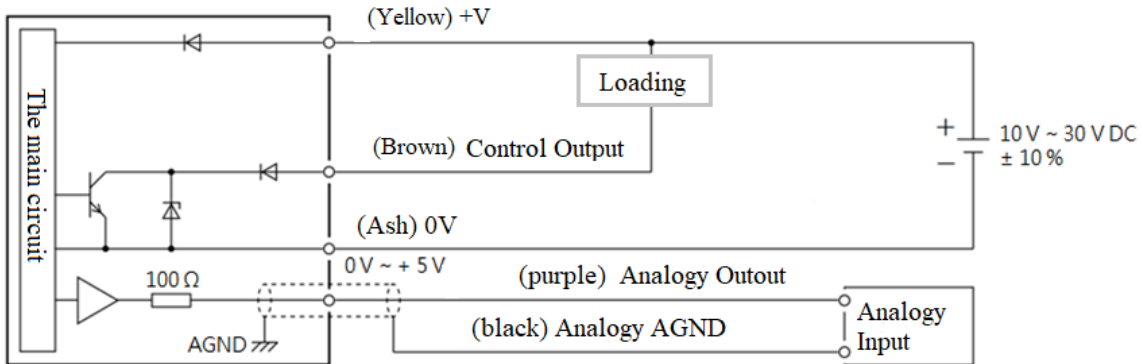 (Yellow) +V
Loading
The main circuit
(Brown) Control Output
+
−
10 V ~ 30 V DC
± 10 %
(Ash) 0V
0 V ~ + 5 V
100 Ω
(purple) Analogy Outout
(black) Analogy AGND
Analogy
Input
AGND